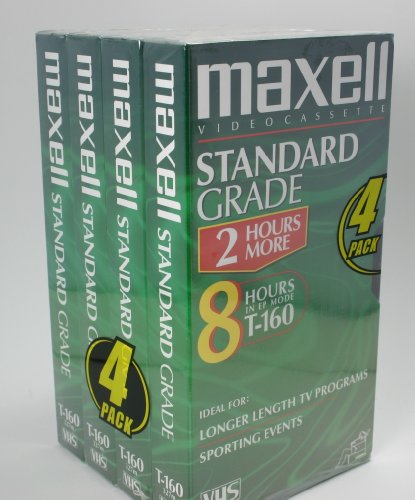 maxell
VIDEOCASSETTE
STANDARD
GRADE
2 HOURS
MORE
4
PACK
8 HOURS
IN EP MODE
T-160
IDEAL FOR:
LONGER LENGTH TV PROGRAMS
SPORTING EVENTS
VHS
maxell STANDARD GRADE
T-160
VHS
maxell STANDARD G
T-160
VHS
maxell STANDARD
T-160
VHS
maxell STANDARD GRADE
T-160
VHS
4
PACK